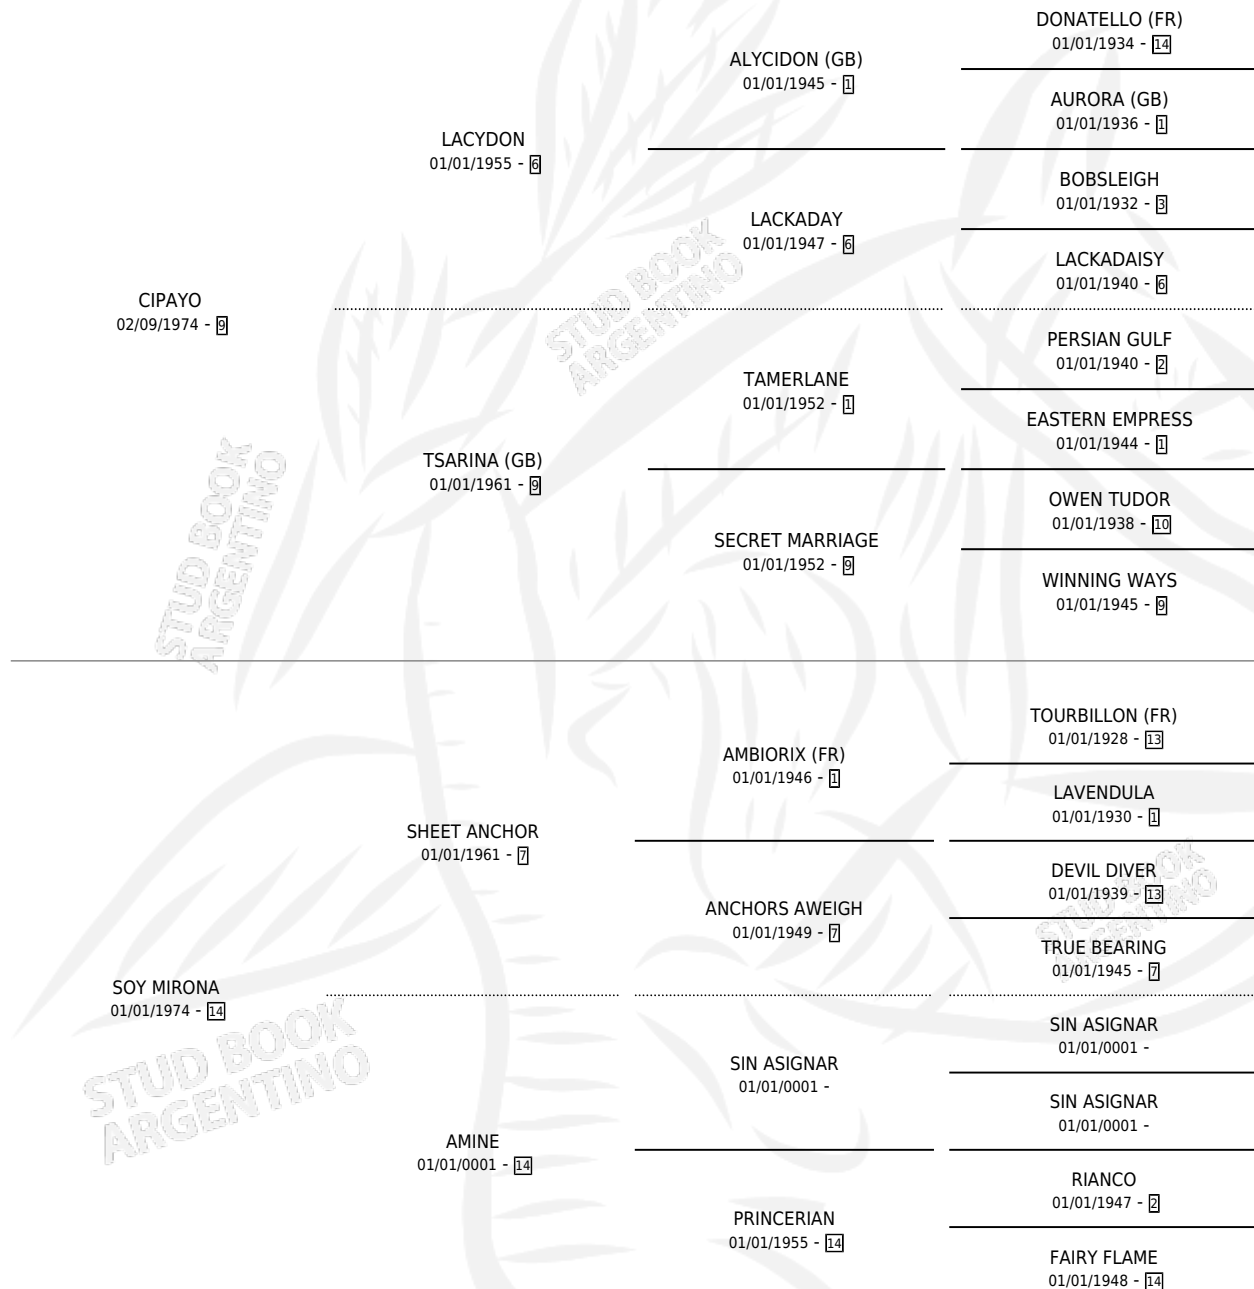 DONATELLO (FR)
01/01/1934 - 14
ALYCIDON (GB)
01/01/1945 - 1
AURORA (GB)
01/01/1936 - 1
LACYDON
01/01/1955 - 6
BOBSLEIGH
01/01/1932 - 3
LACKADAY
01/01/1947 - 6
LACKADAISY
01/01/1940 - 6
CIPAYO
02/09/1974 - 9
PERSIAN GULF
01/01/1940 - 2
TAMERLANE
01/01/1952 - 1
EASTERN EMPRESS
01/01/1944 - 1
TSARINA (GB)
01/01/1961 - 9
OWEN TUDOR
01/01/1938 - 10
SECRET MARRIAGE
01/01/1952 - 9
WINNING WAYS
01/01/1945 - 9
TOURBILLON (FR)
01/01/1928 - 13
AMBIORIX (FR)
01/01/1946 - 1
LAVENDULA
01/01/1930 - 1
SHEET ANCHOR
01/01/1961 - 7
DEVIL DIVER
01/01/1939 - 13
ANCHORS AWEIGH
01/01/1949 - 7
TRUE BEARING
01/01/1945 - 7
SOY MIRONA
01/01/1974 - 14
SIN ASIGNAR
01/01/0001 -
SIN ASIGNAR
01/01/0001 -
SIN ASIGNAR
01/01/0001 -
AMINE
01/01/0001 - 14
RIANCO
01/01/1947 - 2
PRINCERIAN
01/01/1955 - 14
FAIRY FLAME
01/01/1948 - 14
STUD BOOK
ARGENTINO
STUD BOOK
ARGENTINO
STUD BOOK
ARGENTINO
STUD BOOK
ARGENTINO